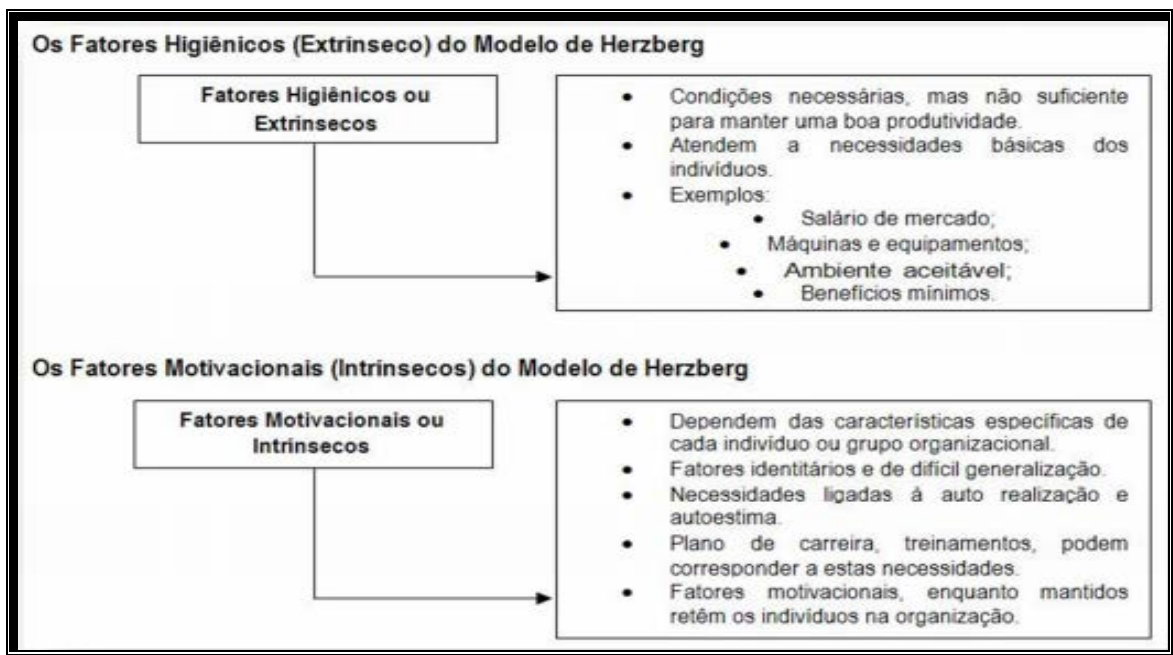 Os Fatores Higiênicos (Extrinseco) do Modelo de Herzberg
Fatores Higiênicos ou
Extrinsecos
• Condições necessárias, mas não suficiente
para manter uma boa produtividade.
• Atendem a necessidades básicas dos
indivíduos.
• Exemplos:
• Salário de mercado;
• Máquinas e equipamentos;
• Ambiente aceitável;
• Benefícios mínimos.
Os Fatores Motivacionais (Intrinsecos) do Modelo de Herzberg
Fatores Motivacionais ou
Intrinsecos
• Dependem das características específicas de
cada indivíduo ou grupo organizacional.
• Fatores identitários e de difícil generalização.
• Necessidades ligadas à auto realização e
autoestima.
• Plano de carreira, treinamentos, podem
corresponder a estas necessidades.
• Fatores motivacionais, enquanto mantidos
retêm os indivíduos na organização.